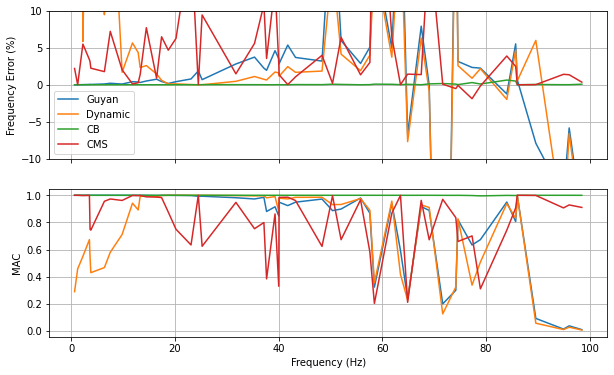 10
5
0
−5
−10
Frequency Error (%)
Guyan
Dynamic
CB
CMS
1.0
0.8
0.6
0.4
0.2
0.0
MAC
0 20 40 60 80 100
Frequency (Hz)